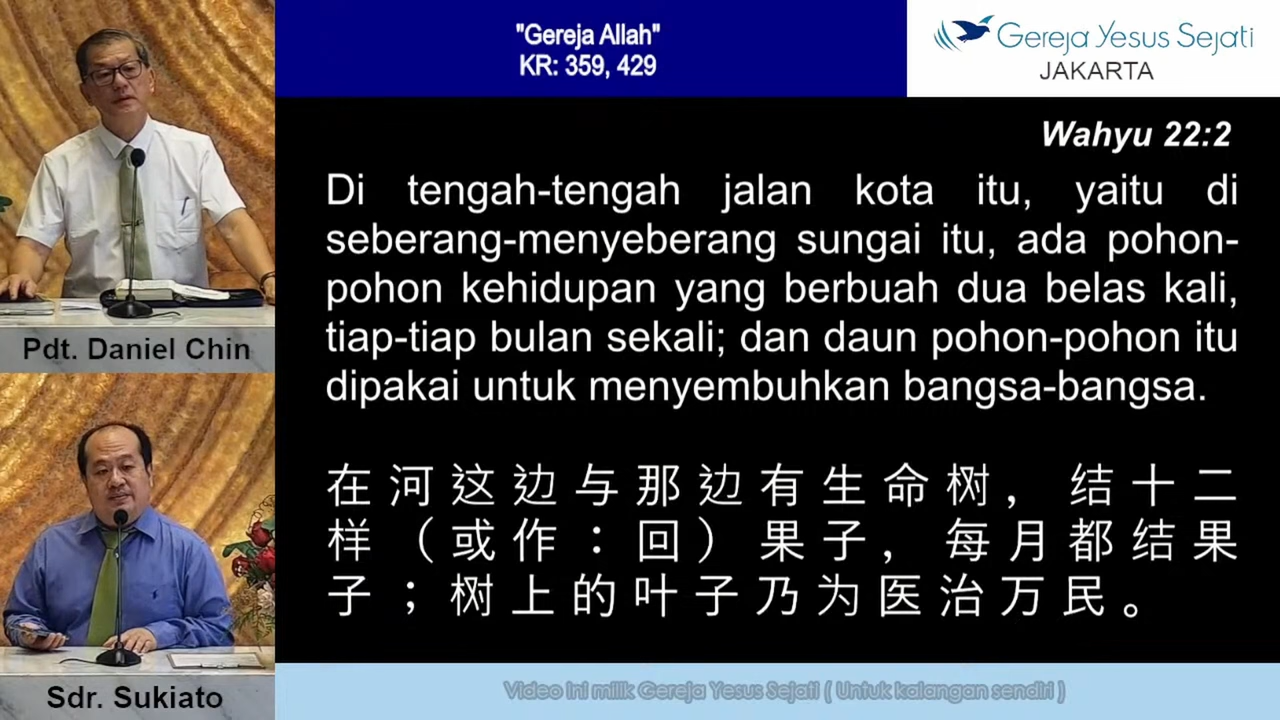 "Gereja Allah"
KR: 359, 429
Gereja Yesus Sejati
JAKARTA
Wahyu 22:2
Di tengah-tengah jalan kota itu, yaitu di
seberang-menyeberang sungai itu, ada pohon-
pohon kehidupan yang berbuah dua belas kali,
tiap-tiap bulan sekali; dan daun pohon-pohon itu
dipakai untuk menyembuhkan bangsa-bangsa.
在河这边与那边有生命树，结十二
样（或作：回）果子，每月都结果
子；树上的叶子乃为医治万民。
Pdt. Daniel Chin
Sdr. Sukiato
Video Ini milik Gereja Yesus Sejati ( Untuk kalangan sendiri )